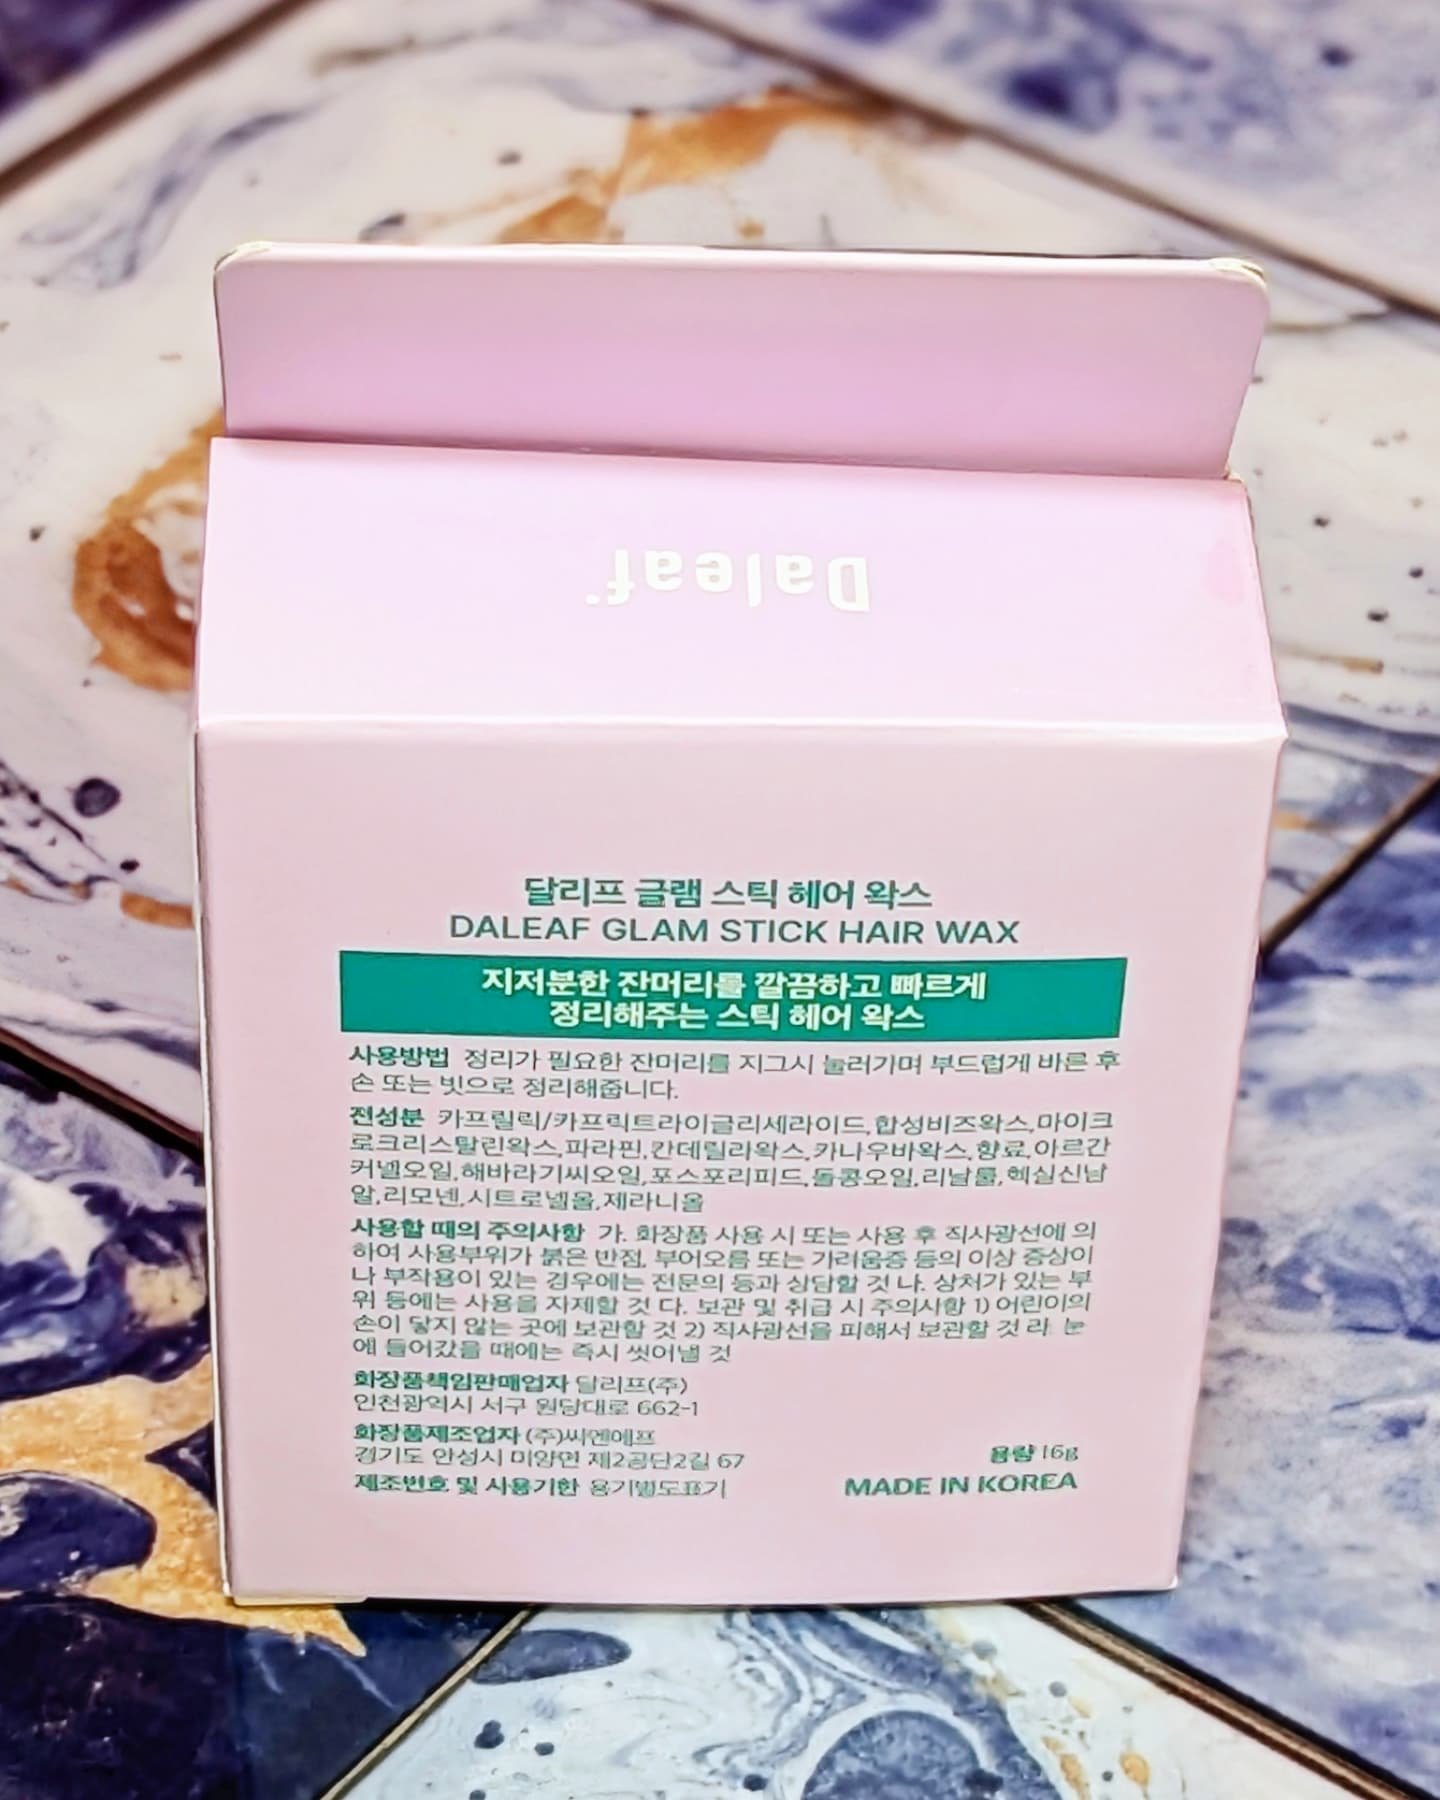 Daleaf
달리프 글램 스틱 헤어 왁스
DALEAF GLAM STICK HAIR WAX
지저분한 잔머리를 깔끔하고 빠르게
정리해주는 스틱 헤어 왁스
사용방법 정리가 필요한 잔머리를 지그시 눌러가며 부드럽게 바른 후
손 또는 빗으로 정리해줍니다.
전성분 카프릴릭/카프릭트라이글리세라이드,합성비즈왁스,마이크
로크리스탈린왁스,파라핀,칸데릴라왁스,카나우바왁스,향료,아르간
커넬오일,해바라기씨오일,포스포리피드,돌콩오일,리날룰,헥실신남
알,리모넨,시트로넬올,제라니올
사용할 때의 주의사항 가. 화장품 사용 시 또는 사용 후 직사광선에 의
하여 사용부위가 붉은 반점, 부어오름 또는 가려움증 등의 이상 증상이
나 부작용이 있는 경우에는 전문의 등과 상담할 것 나. 상처가 있는 부
위 등에는 사용을 자제할 것 다. 보관 및 취급 시 주의사항 1) 어린이의
손이 닿지 않는 곳에 보관할 것 2) 직사광선을 피해서 보관할 것 라. 눈
에 들어갔을 때에는 즉시 씻어낼 것
화장품책임판매업자 달리프(주)
인천광역시 서구 원당대로 662-1
화장품제조업자 (주)씨엔에프
경기도 안성시 미양면 제2공단2길 67
제조번호 및 사용기한 용기별도표기
용량 16g
MADE IN KOREA